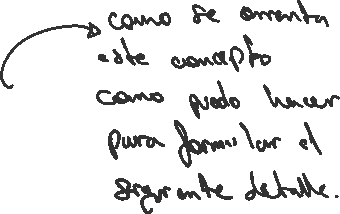 como se orienta
este concepto
como puedo hacer
para formular el
siguiente detalle.